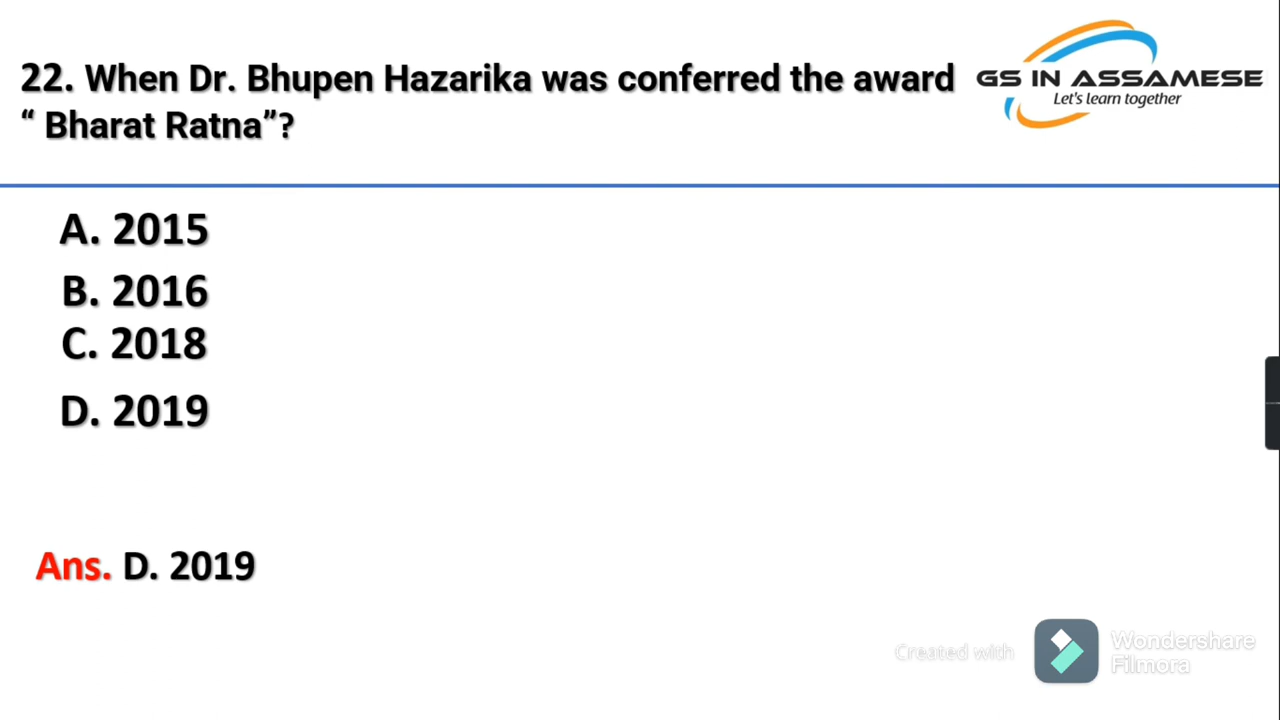 22. When Dr. Bhupen Hazarika was conferred the award
“ Bharat Ratna”?
GS IN ASSAMESE
Let's learn together
A. 2015
B. 2016
C. 2018
D. 2019
Ans. D. 2019
Created with
Wondershare
Filmora